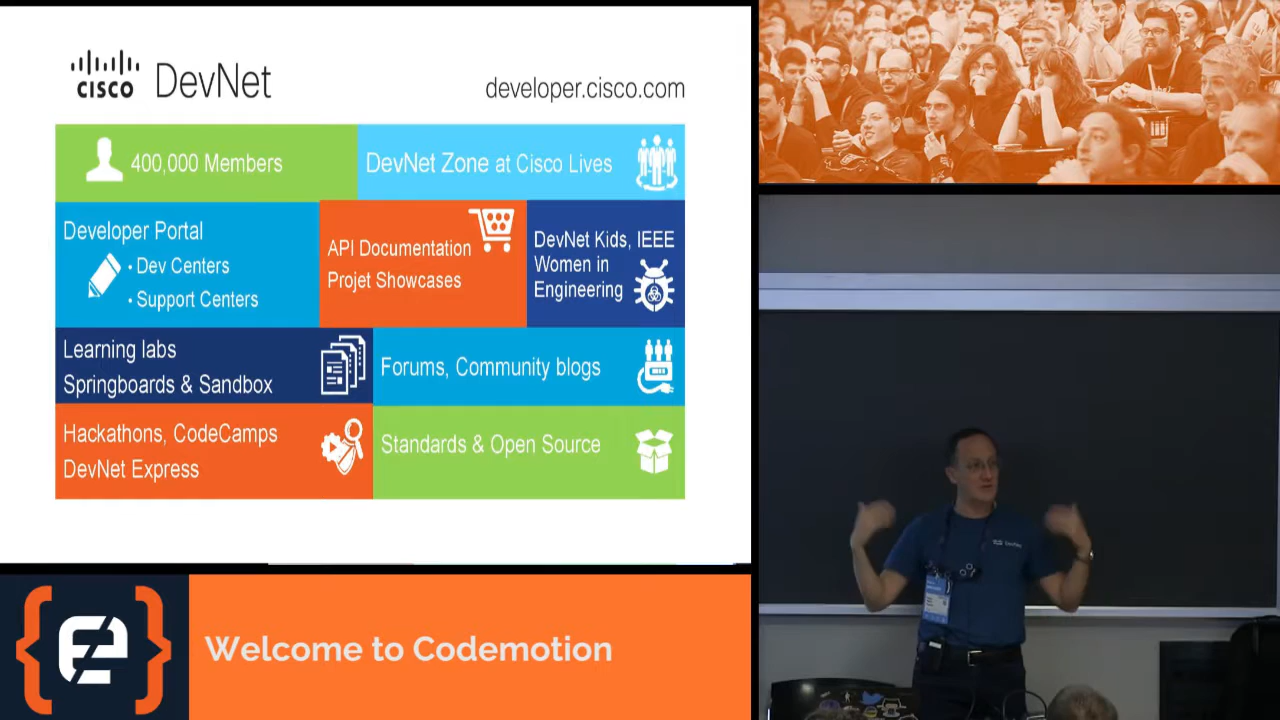 cisco DevNet
developer.cisco.com
400,000 Members
DevNet Zone at Cisco Lives
Developer Portal
• Dev Centers
• Support Centers
API Documentation
Projet Showcases
DevNet Kids, IEEE
Women in
Engineering
Learning labs
Springboards & Sandbox
Forums, Community blogs
Hackathons, CodeCamps
DevNet Express
Standards & Open Source
Welcome to Codemotion